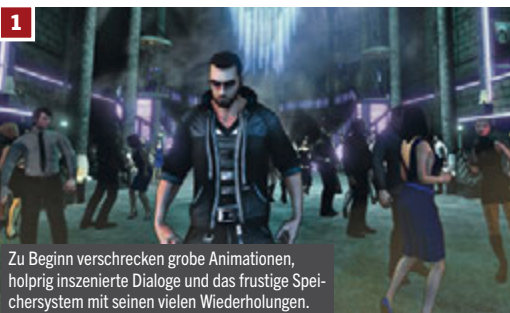 1
Zu Beginn verschrecken grobe Animationen,
holprig inszenierte Dialoge und das frustige Spei-
chersystem mit seinen vielen Wiederholungen.